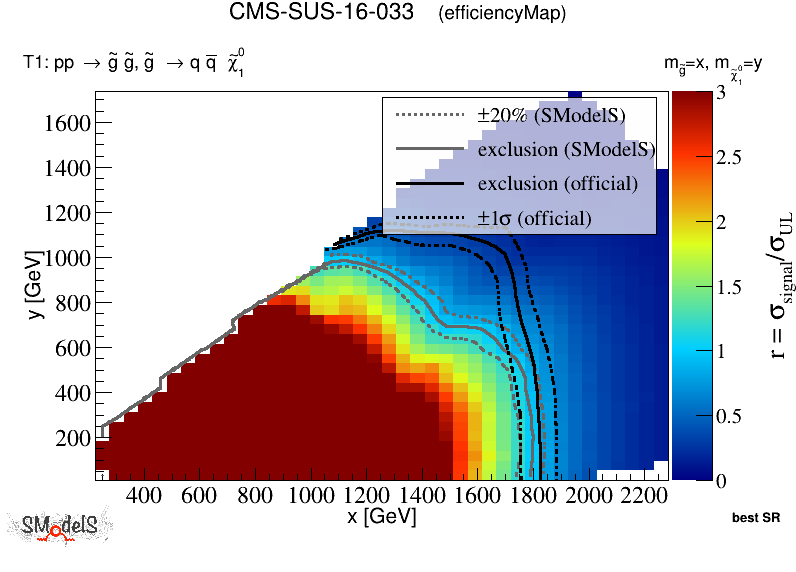 CMS-SUS-16-033 (efficiencyMap)
T1: pp → g̃ g̃, g̃ → q q̅ χ̃₁⁰
m_g̃=x, m_χ̃₁⁰=y
±20% (SModelS)
exclusion (SModelS)
exclusion (official)
±1σ (official)
y [GeV]
1600
1400
1200
1000
800
600
400
200
400 600 800 1000 1200 1400 1600 1800 2000 2200
x [GeV]
3
2.5
2
1.5
1
0.5
0
r = σ_signal/σ_UL
SModelS
best SR